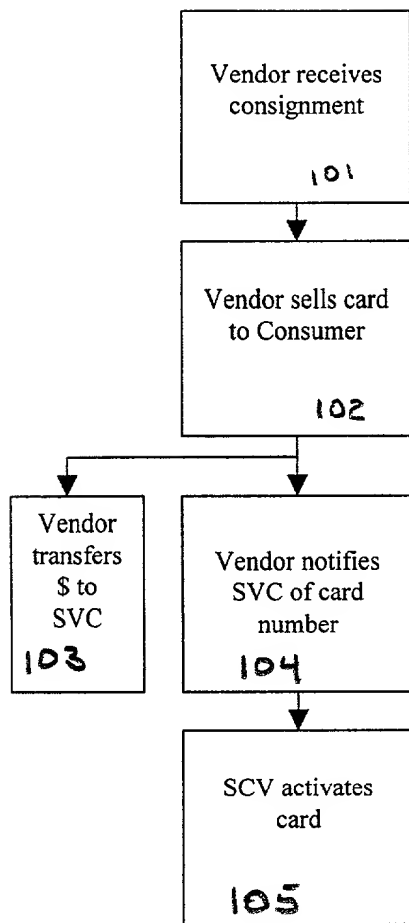 Vendor receives
consignment
101
Vendor sells card
to Consumer
102
Vendor
transfers
$ to
SVC
103
Vendor notifies
SVC of card
number
104
SCV activates
card
105